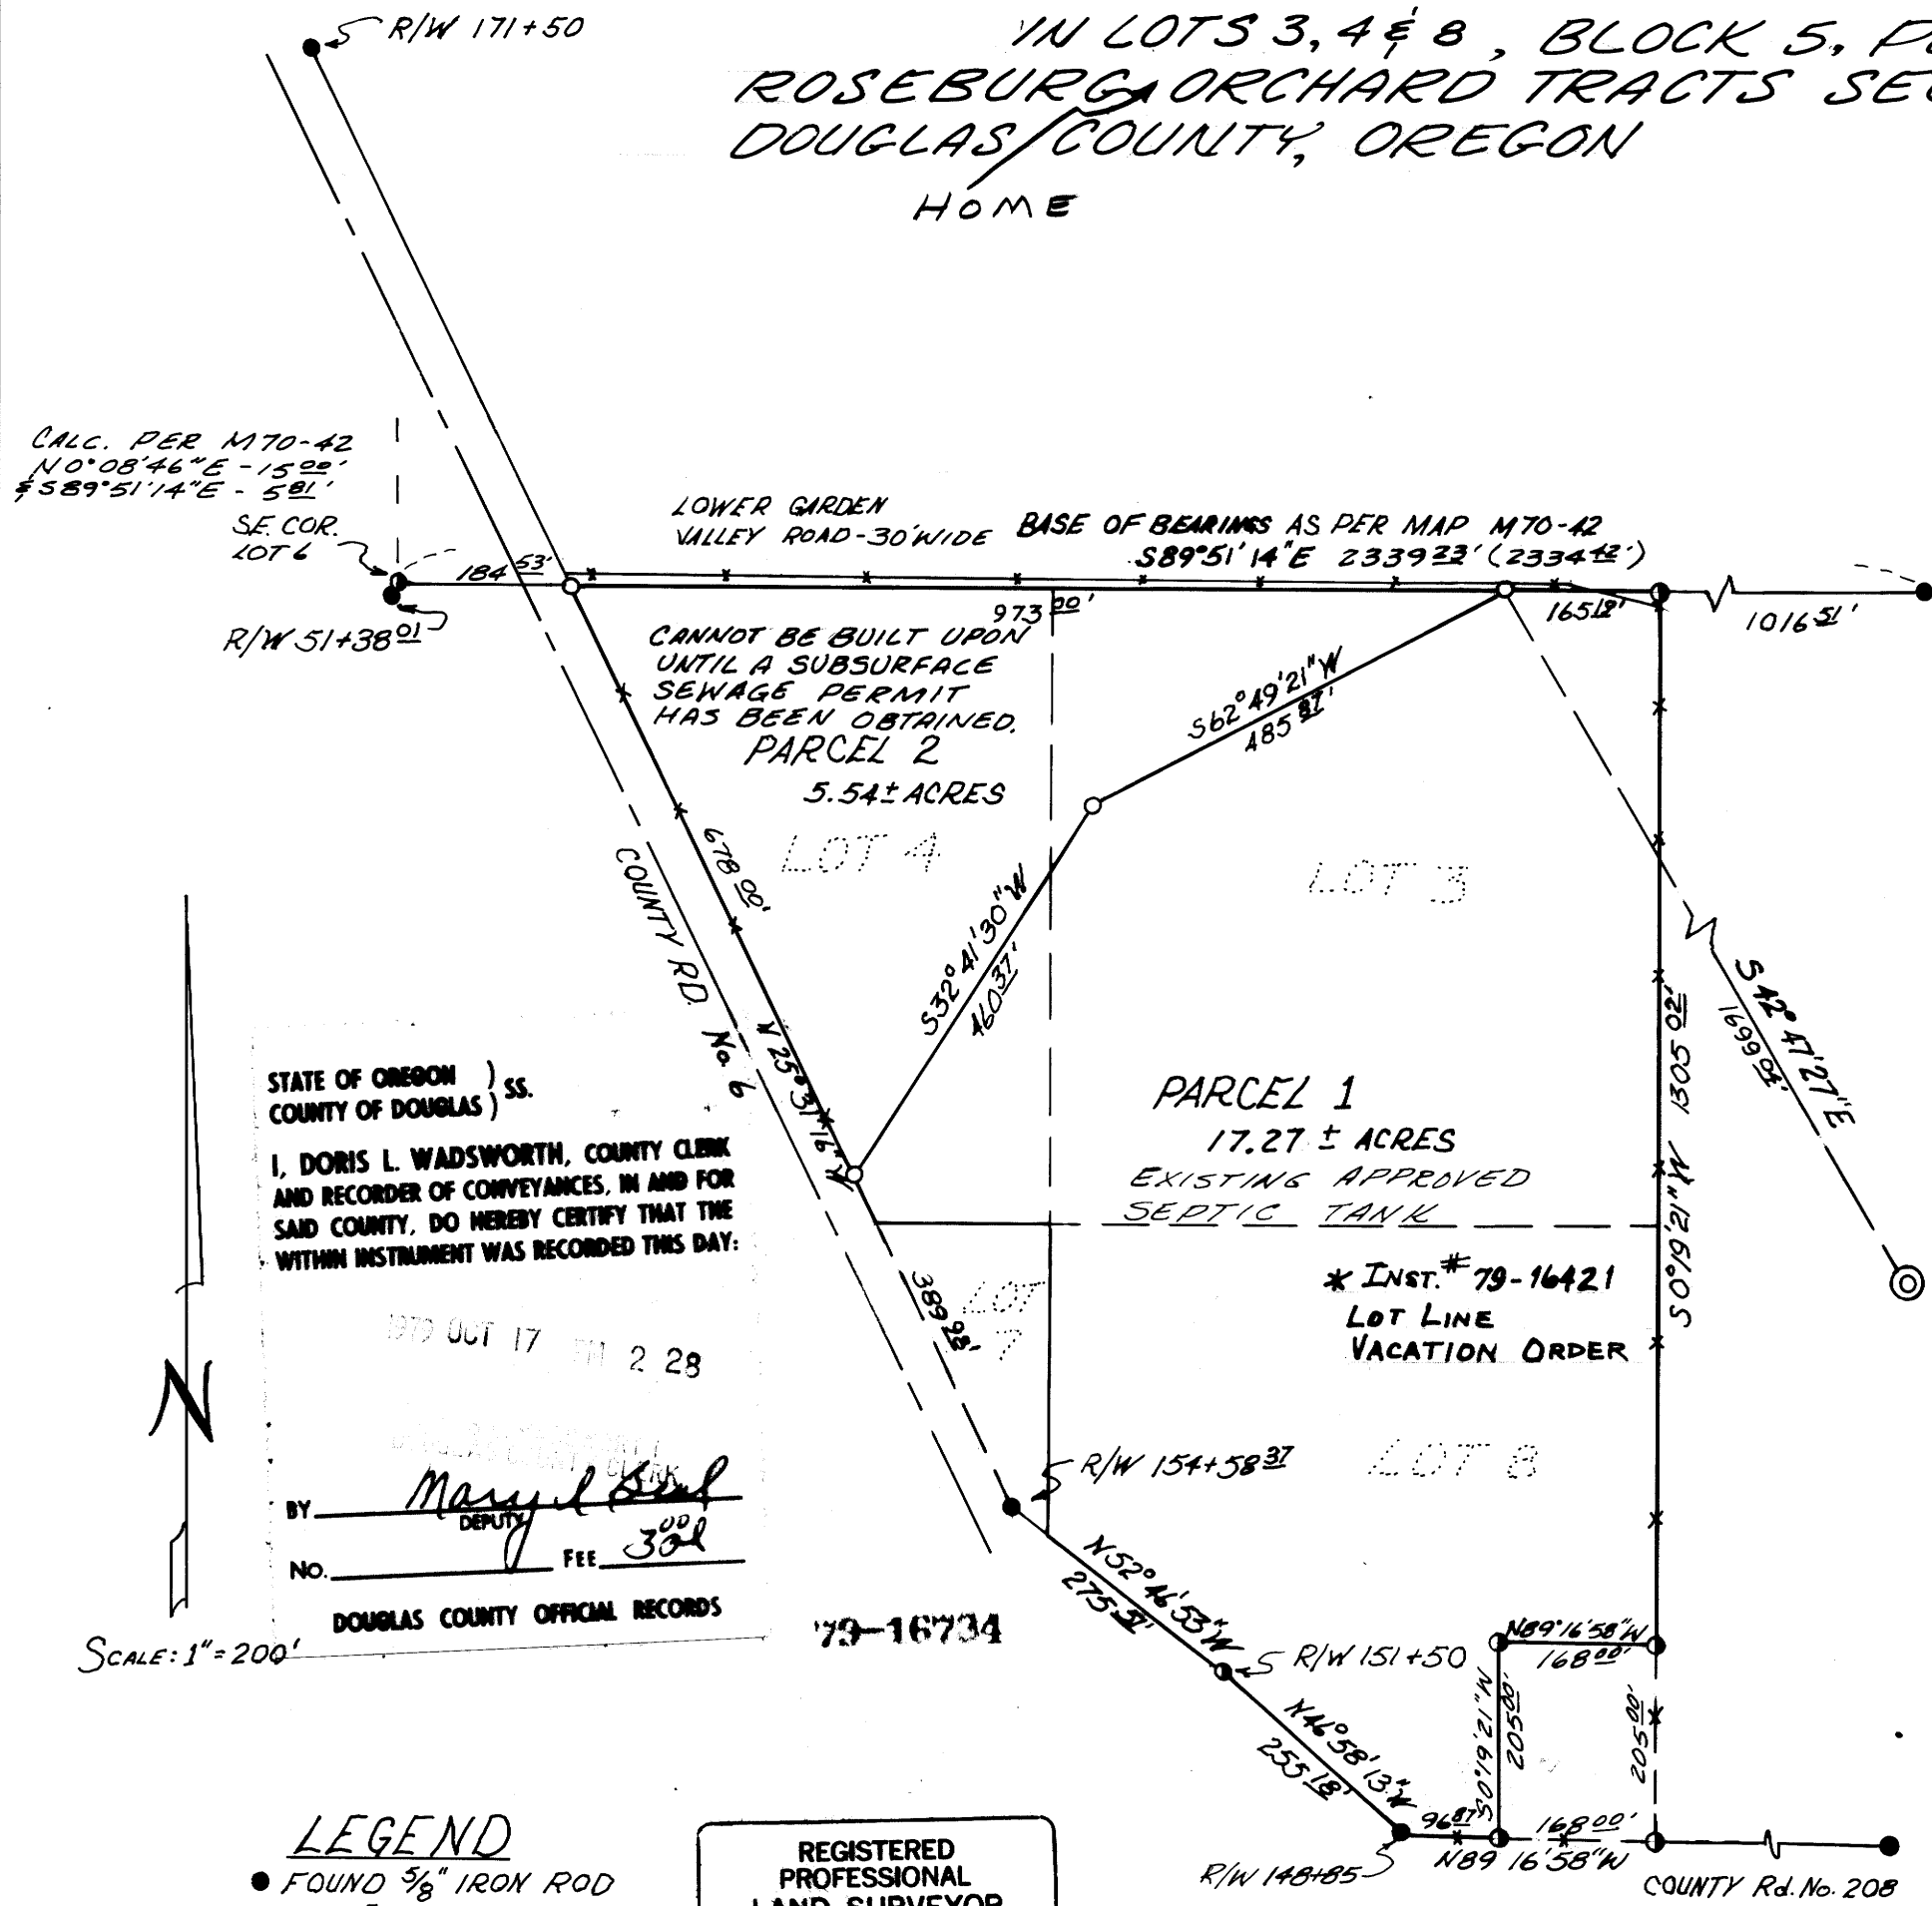 R/W 171+50
IN LOTS 3, 4 & 8, BLOCK 5,
ROSEBURG ORCHARD TRACTS
DOUGLAS COUNTY, OREGON
HOME
CALC. PER M70-42
N0°08'46"E - 15 00'
& S89°51'14"E - 5 81'
SE. COR.
LOT 6
184 53'
LOWER GARDEN
VALLEY ROAD-30' WIDE
BASE OF BEARINGS AS PER MAP M70-42
S89°51'14"E 2339 23' (2334 42')
R/W 51+38 01
973 00'
165 18'
1016 51'
CANNOT BE BUILT UPON
UNTIL A SUBSURFACE
SEWAGE PERMIT
HAS BEEN OBTAINED.
PARCEL 2
5.54± ACRES
LOT 4
S62°49'21"W
485 87'
LOT 3
678 00'
COUNTY RD. No. 6
N 25°31'16"W
S32°41'30"W
460 37'
S 42°47'27"E
1699 04'
S0°19'21"W 1305 02'
PARCEL 1
17.27 ± ACRES
EXISTING APPROVED
SEPTIC TANK
* INST.# 79-16421
LOT LINE
VACATION ORDER
LOT
7
389 98'
LOT 8
STATE OF OREGON )
COUNTY OF DOUGLAS ) SS.
I, DORIS L. WADSWORTH, COUNTY CLERK
AND RECORDER OF CONVEYANCES, IN AND FOR
SAID COUNTY, DO HEREBY CERTIFY THAT THE
WITHIN INSTRUMENT WAS RECORDED THIS DAY:
1979 OCT 17 PM 2 28
COUNTY CLERK
BY
DEPUTY
NO. FEE 3 00
DOUGLAS COUNTY OFFICIAL RECORDS
79-16734
N
SCALE: 1"=200'
R/W 154+58 37
N52°46'53"W
275 51'
R/W 151+50
N46°58'13"W
255 18'
N89°16'58"W
168 00'
S0°19'21"W
205 00'
205 00'
96 87'
168 00'
N89 16'58"W
R/W 148+85
COUNTY Rd. No. 208
LEGEND
● FOUND 5/8" IRON ROD
REGISTERED
PROFESSIONAL
LAND SURVEYOR